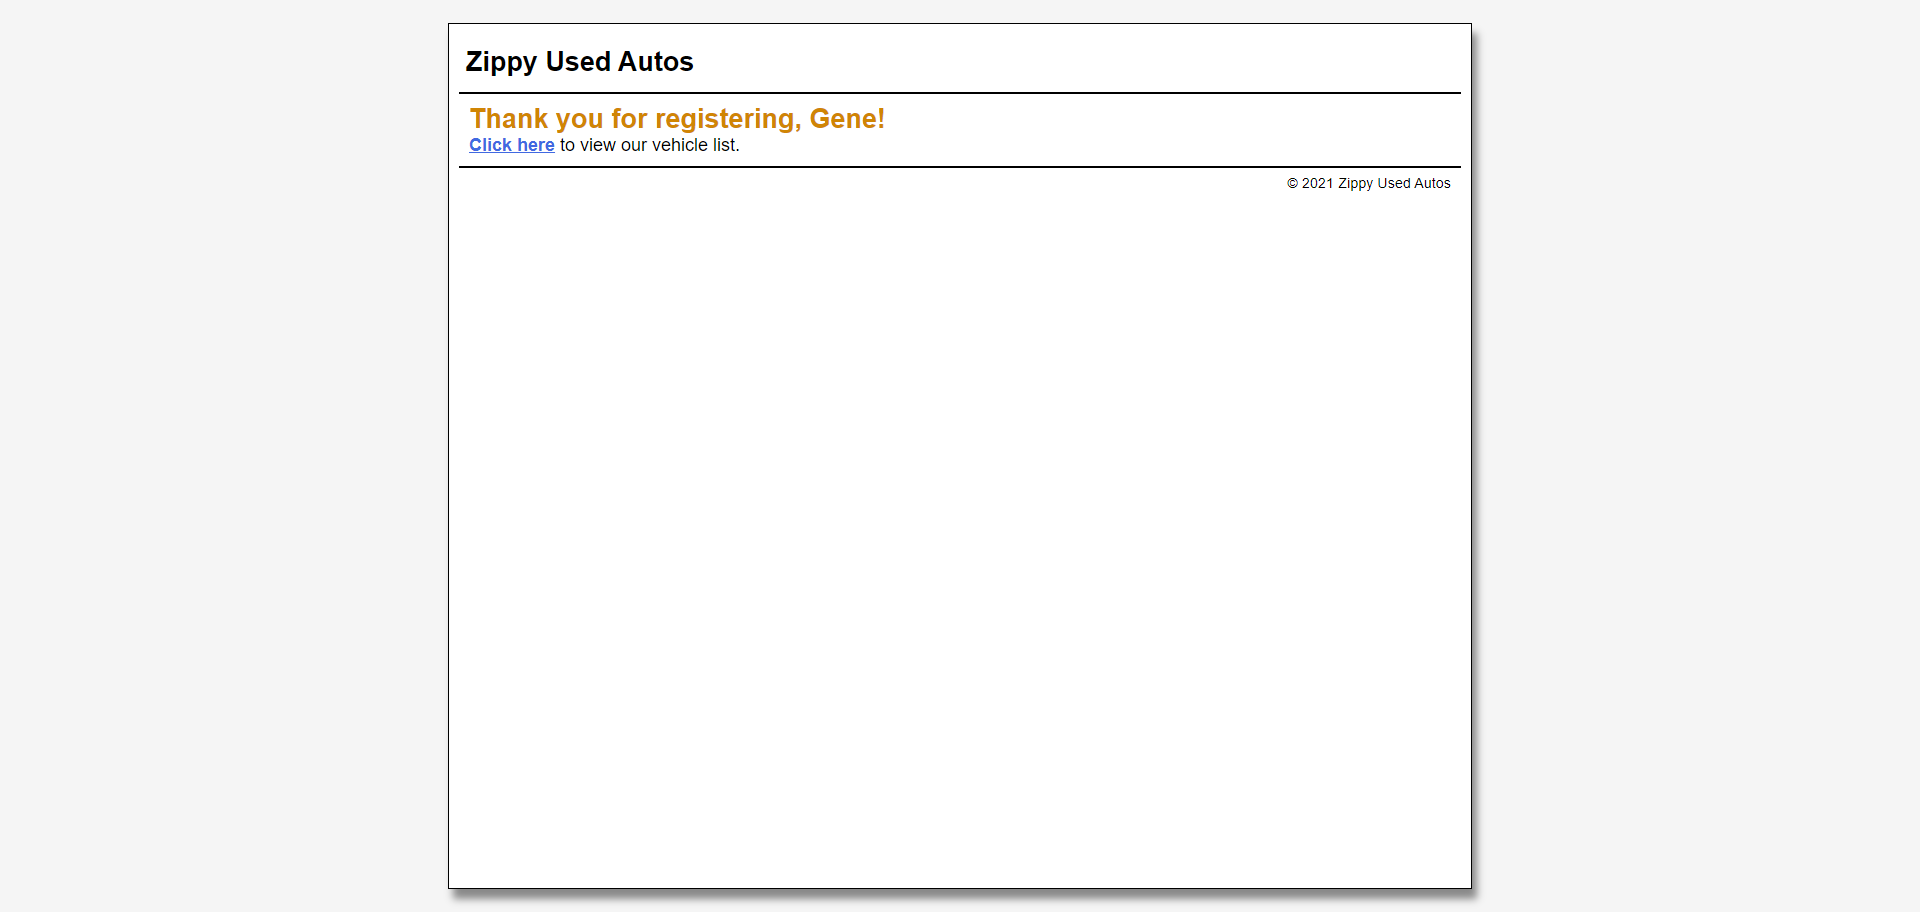 Zippy Used Autos
Thank you for registering, Gene!
Click here to view our vehicle list.
© 2021 Zippy Used Autos